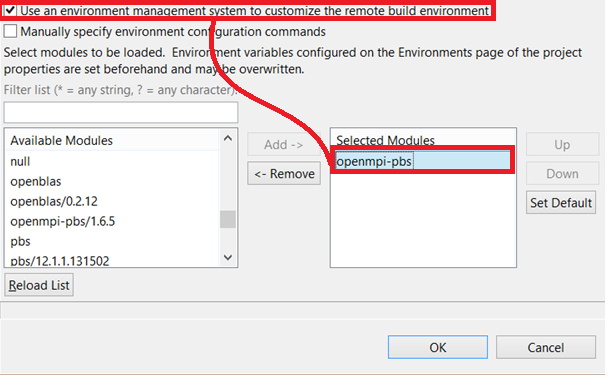 Use an environment management system to customize the remote build environment
Manually specify environment configuration commands
Select modules to be loaded.  Environment variables configured on the Environments page of the project
properties are set beforehand and may be overwritten.
Filter list (* = any string, ? = any character):
Available Modules
null
openblas
openblas/0.2.12
openmpi-pbs/1.6.5
pbs
pbs/12.1.1.131502
Reload List
Add ->
<- Remove
Selected Modules
openmpi-pbs
Up
Down
Set Default
OK
Cancel